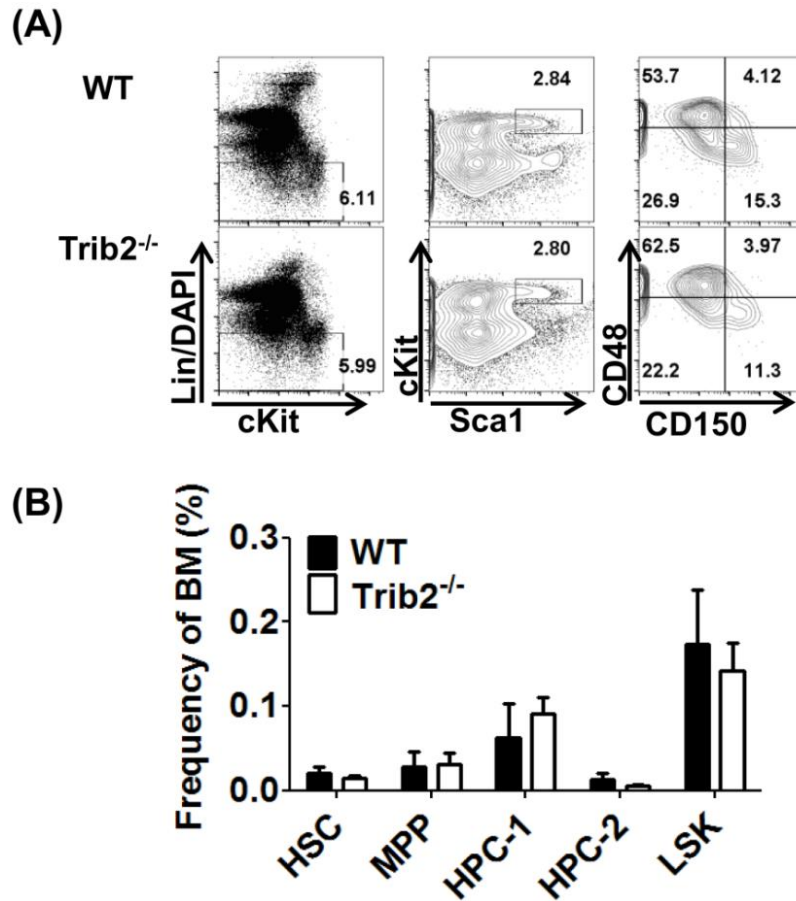 (A)
WT
6.11
2.84
53.7 4.12
26.9 15.3
Trib2-/-
5.99
2.80
62.5 3.97
22.2 11.3
Lin/DAPI
cKit
cKit
Sca1
CD48
CD150
(B)
Frequency of BM (%)
0.3
0.2
0.1
0.0
WT
Trib2-/-
HSC
MPP
HPC-1
HPC-2
LSK